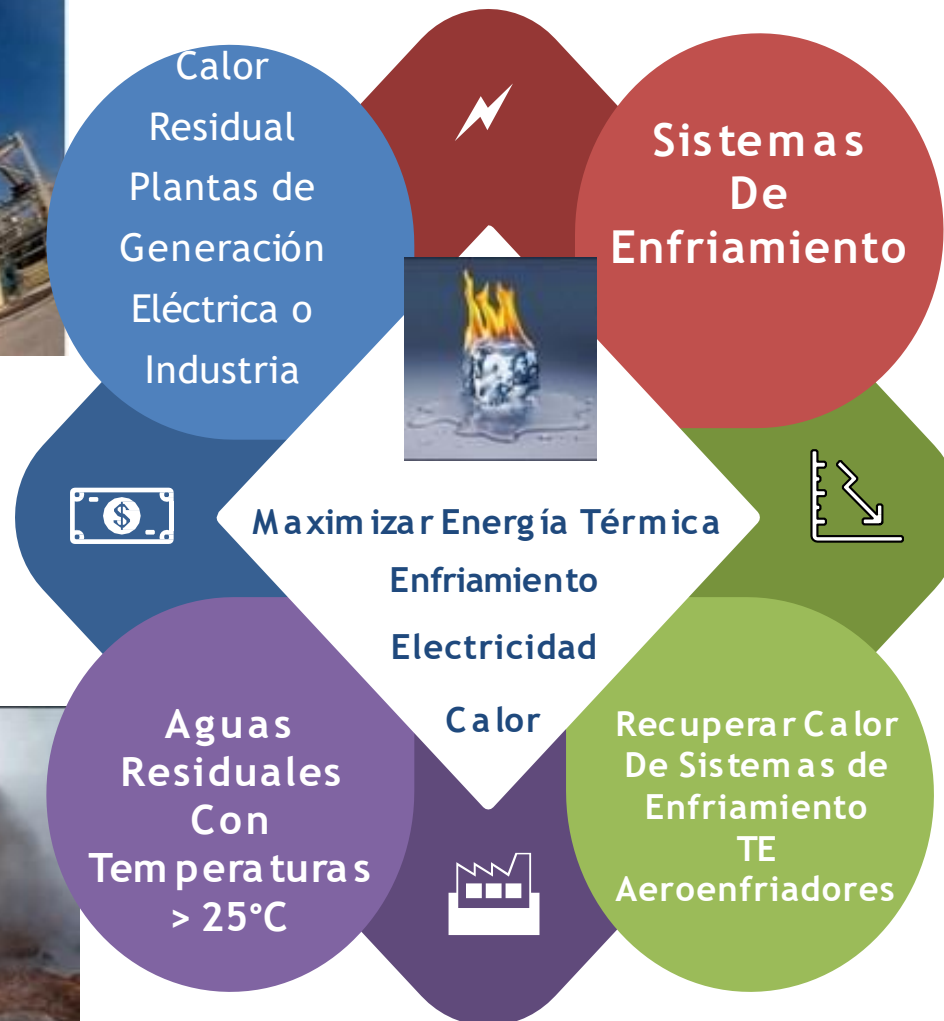 Calor
Residual
Plantas de
Generación
Eléctrica o
Industria
Sistemas
De
Enfriamiento
$
Maximizar Energía Térmica
Enfriamiento
Electricidad
Calor
Aguas
Residuales
Con
Temperaturas
> 25°C
Recuperar Calor
De Sistemas de
Enfriamiento
TE
Aeroenfriadores